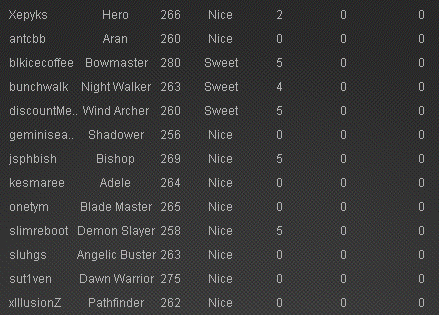 Xepyks Hero 266 Nice 2 0 0
antcbb Aran 260 Nice 0 0 0
blkicecoffee Bowmaster 280 Sweet 5 0 0
bunchwalk Night Walker 263 Sweet 4 0 0
discountMe.. Wind Archer 260 Sweet 5 0 0
geminisea.. Shadower 256 Nice 0 0 0
jsphbish Bishop 269 Nice 5 0 0
kesmaree Adele 264 Nice 0 0 0
onetym Blade Master 265 Nice 0 0 0
slimreboot Demon Slayer 258 Nice 5 0 0
sluhgs Angelic Buster 263 Nice 0 0 0
sut1ven Dawn Warrior 275 Nice 0 0 0
xIllusionZ Pathfinder 262 Nice 0 0 0